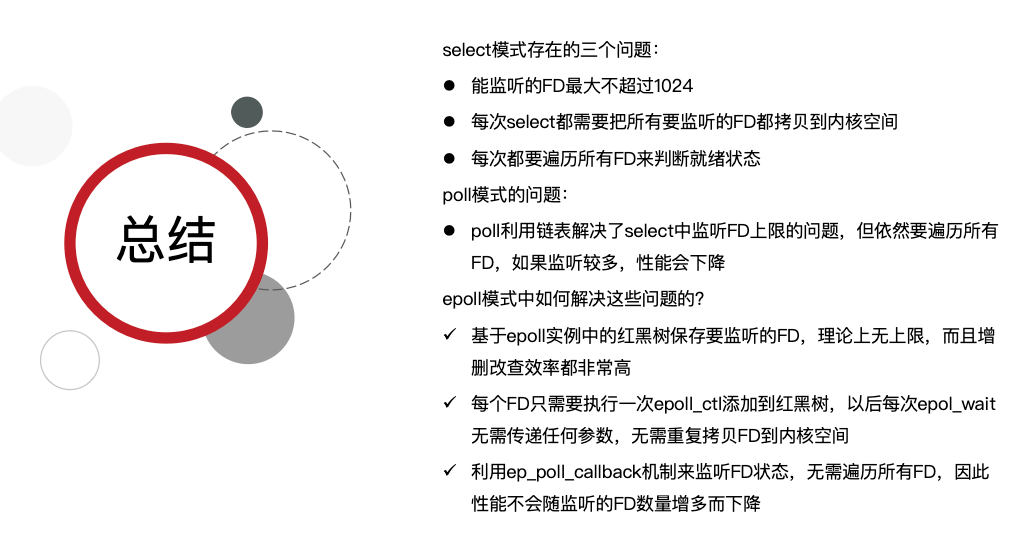 总结
select模式存在的三个问题：
● 能监听的FD最大不超过1024
● 每次select都需要把所有要监听的FD都拷贝到内核空间
● 每次都要遍历所有FD来判断就绪状态
poll模式的问题：
● poll利用链表解决了select中监听FD上限的问题，但依然要遍历所有
FD，如果监听较多，性能会下降
epoll模式中如何解决这些问题的？
✓ 基于epoll实例中的红黑树保存要监听的FD，理论上无上限，而且增
删改查效率都非常高
✓ 每个FD只需要执行一次epoll_ctl添加到红黑树，以后每次epol_wait
无需传递任何参数，无需重复拷贝FD到内核空间
✓ 利用ep_poll_callback机制来监听FD状态，无需遍历所有FD，因此
性能不会随监听的FD数量增多而下降